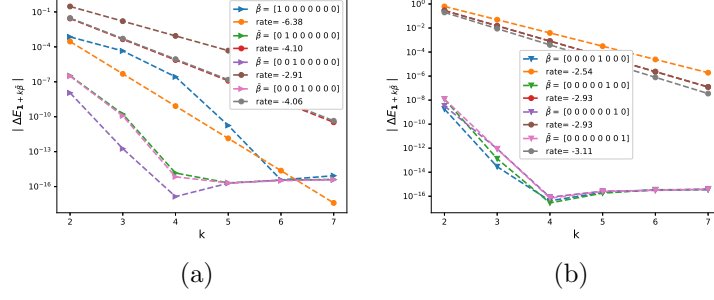 10⁻¹
10⁻⁴
10⁻⁷
10⁻¹⁰
10⁻¹³
10⁻¹⁶
| ΔE₁₊ₖβ̂ |
2 3 4 5 6 7
k
β̂ = [1 0 0 0 0 0 0 0]
rate= -6.38
β̂ = [0 1 0 0 0 0 0 0]
rate= -4.10
β̂ = [0 0 1 0 0 0 0 0]
rate= -2.91
β̂ = [0 0 0 1 0 0 0 0]
rate= -4.06
(a)
10⁰
10⁻²
10⁻⁴
10⁻⁶
10⁻⁸
10⁻¹⁰
10⁻¹²
10⁻¹⁴
10⁻¹⁶
| ΔE₁₊ₖβ̂ |
2 3 4 5 6 7
k
β̂ = [0 0 0 0 1 0 0 0]
rate= -2.54
β̂ = [0 0 0 0 0 1 0 0]
rate= -2.93
β̂ = [0 0 0 0 0 0 1 0]
rate= -2.93
β̂ = [0 0 0 0 0 0 0 1]
rate= -3.11
(b)